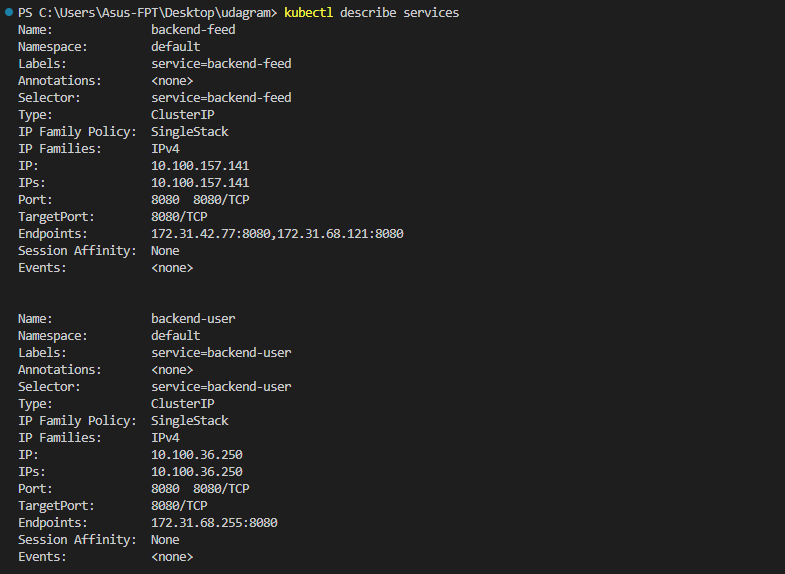 PS C:\Users\Asus-FPT\Desktop\udagram> kubectl describe services
Name:              backend-feed
Namespace:         default
Labels:            service=backend-feed
Annotations:       <none>
Selector:          service=backend-feed
Type:              ClusterIP
IP Family Policy:  SingleStack
IP Families:       IPv4
IP:                10.100.157.141
IPs:               10.100.157.141
Port:              8080  8080/TCP
TargetPort:        8080/TCP
Endpoints:         172.31.42.77:8080,172.31.68.121:8080
Session Affinity:  None
Events:            <none>
Name:              backend-user
Namespace:         default
Labels:            service=backend-user
Annotations:       <none>
Selector:          service=backend-user
Type:              ClusterIP
IP Family Policy:  SingleStack
IP Families:       IPv4
IP:                10.100.36.250
IPs:               10.100.36.250
Port:              8080  8080/TCP
TargetPort:        8080/TCP
Endpoints:         172.31.68.255:8080
Session Affinity:  None
Events:            <none>